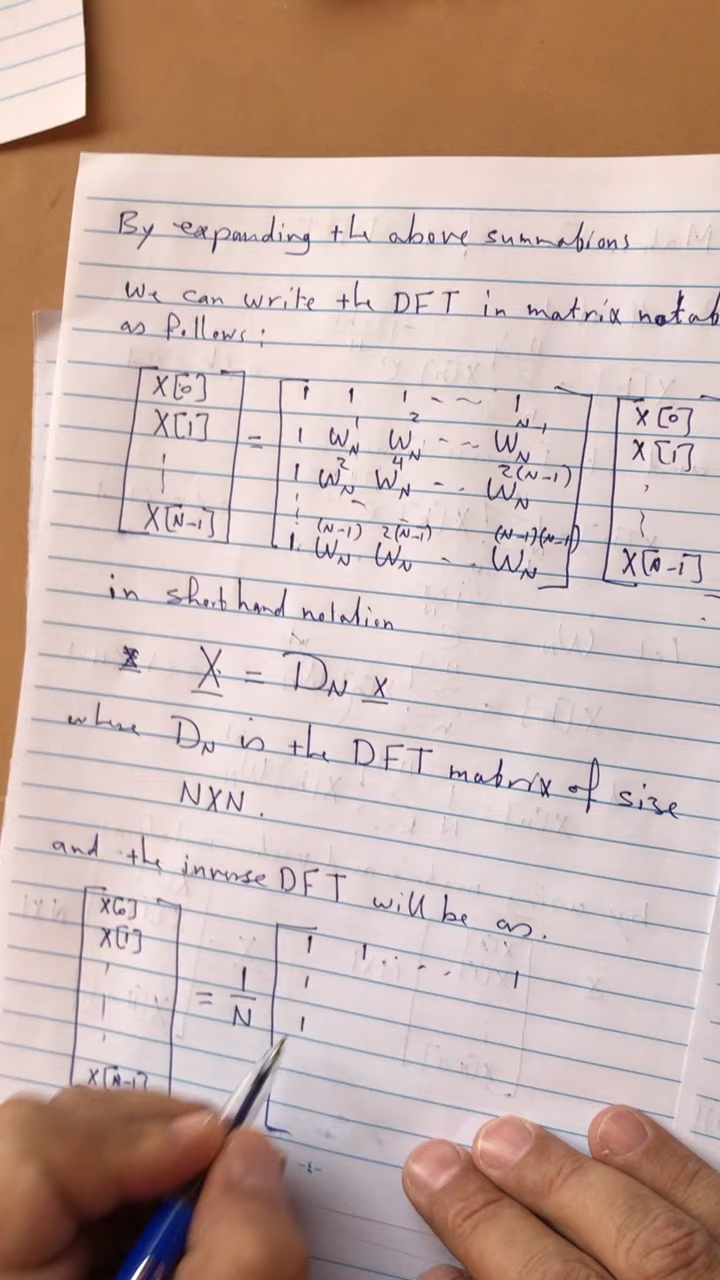 By expanding the above summations
we can write the DFT in matrix notat
as follows:
X[0] 1 1 1 - ~ 1 X[0]
X[1] = 1 W_N^1 W_N^2 - - ~ W_N^{N-1} X[1]
1 W_N^2 W_N^4 - .. W_N^{2(N-1)}
X[N-1] 1 W_N^{(N-1)} W_N^{2(N-1)} - .. W_N^{(N-1)(N-1)} X[N-1]
in short hand notation
X = D_N x
where D_N is the DFT matrix of size
NXN.
and the inverse DFT will be as.
X[0] 1 1 . . - . . 1
X[1] = 1/N 1
1
X[N-1]